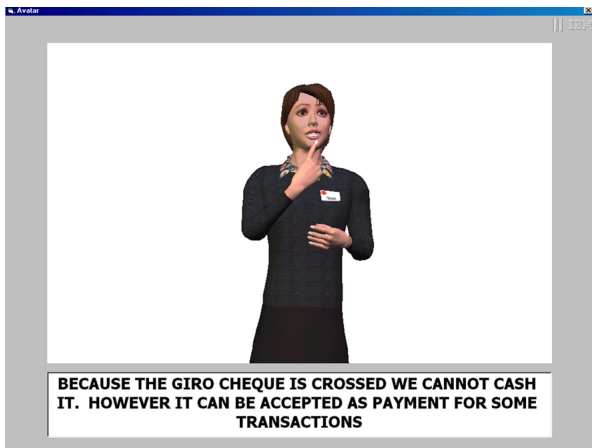 Avatar
IBM
BECAUSE THE GIRO CHEQUE IS CROSSED WE CANNOT CASH
IT. HOWEVER IT CAN BE ACCEPTED AS PAYMENT FOR SOME
TRANSACTIONS